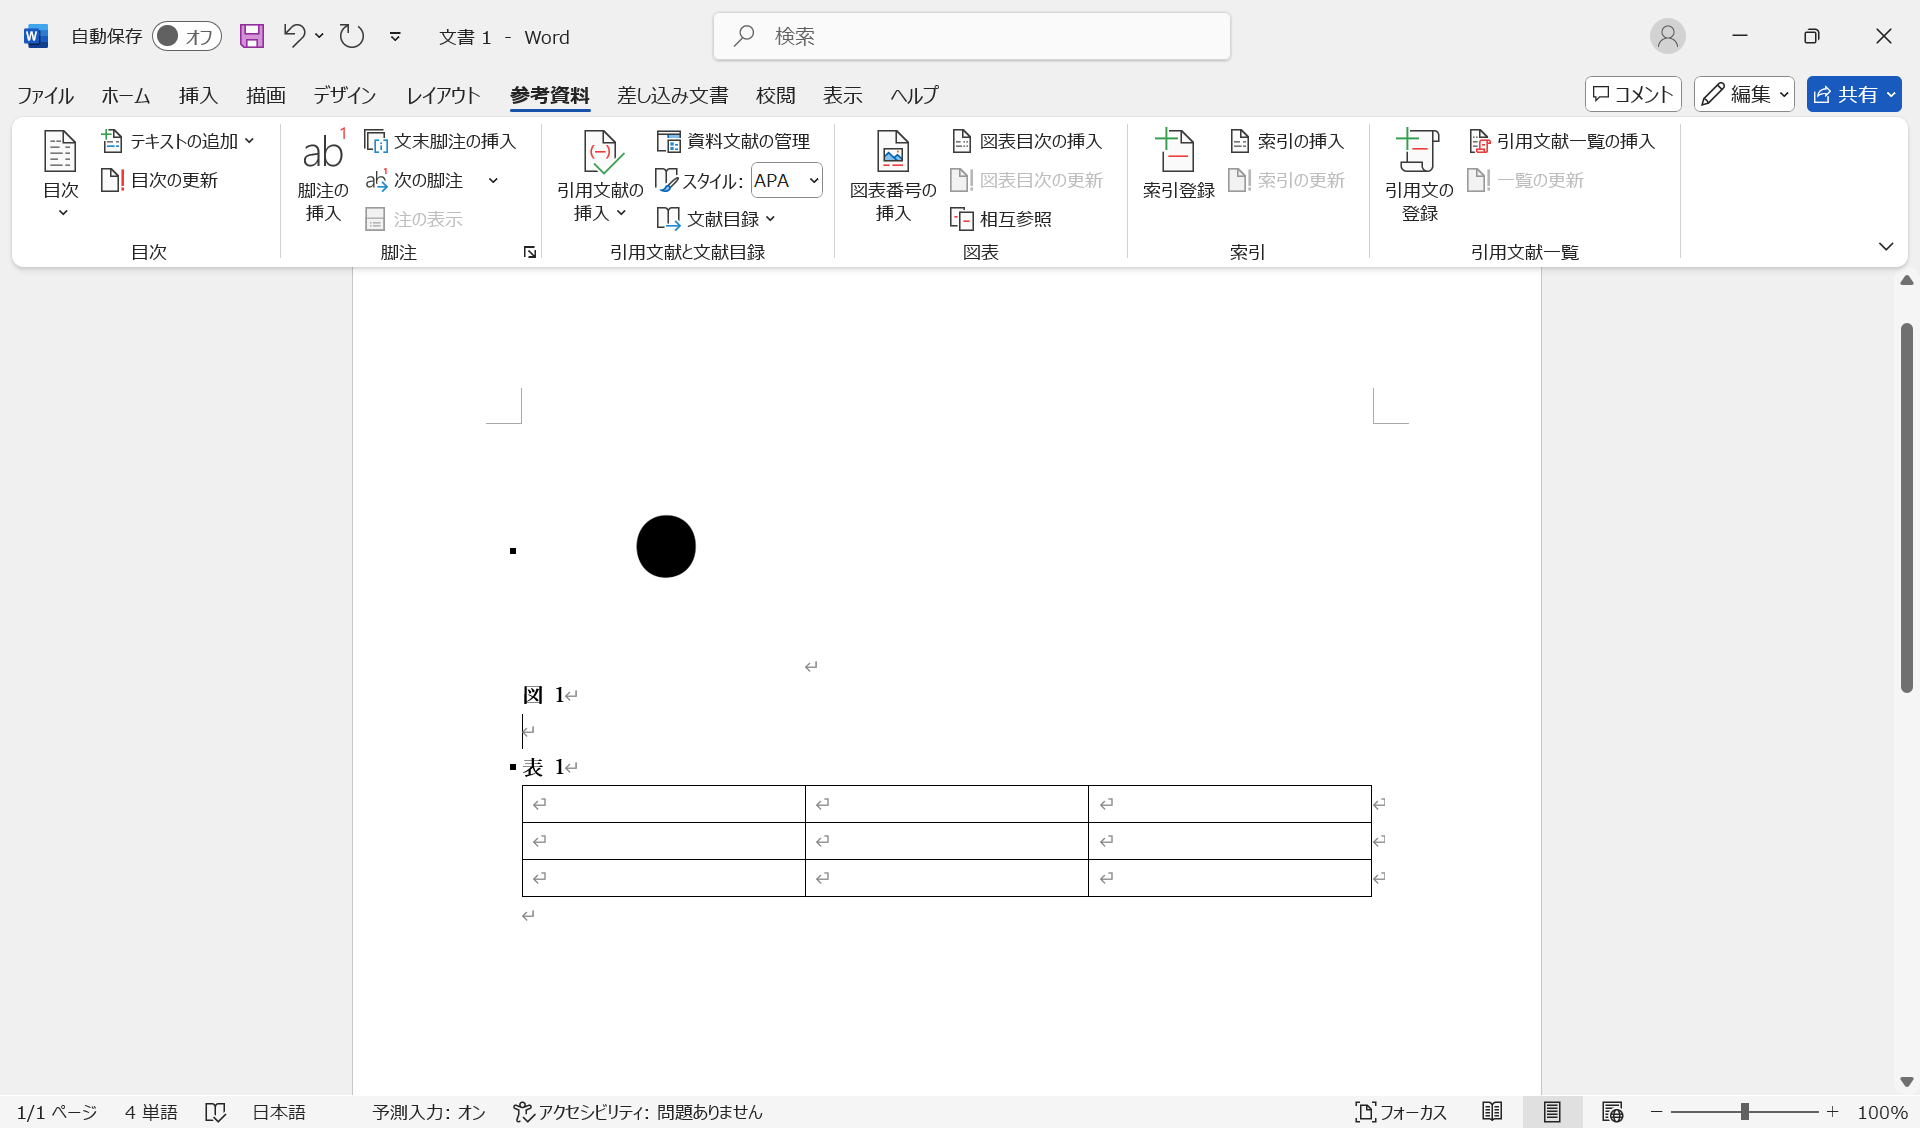 自動保存 オフ 文書 1 - Word 検索
ファイル ホーム 挿入 描画 デザイン レイアウト 参考資料 差し込み文書 校閲 表示 ヘルプ コメント 編集 共有
目次
テキストの追加
目次の更新
目次
脚注の
挿入
文末脚注の挿入
次の脚注
注の表示
脚注
引用文献の
挿入
資料文献の管理
スタイル: APA
文献目録
引用文献と文献目録
図表番号の
挿入
図表目次の挿入
図表目次の更新
相互参照
図表
索引登録
索引の挿入
索引の更新
索引
引用文の
登録
引用文献一覧の挿入
一覧の更新
引用文献一覧
図 1
表 1
1/1 ページ 4 単語 日本語 予測入力: オン アクセシビリティ: 問題ありません フォーカス 100%